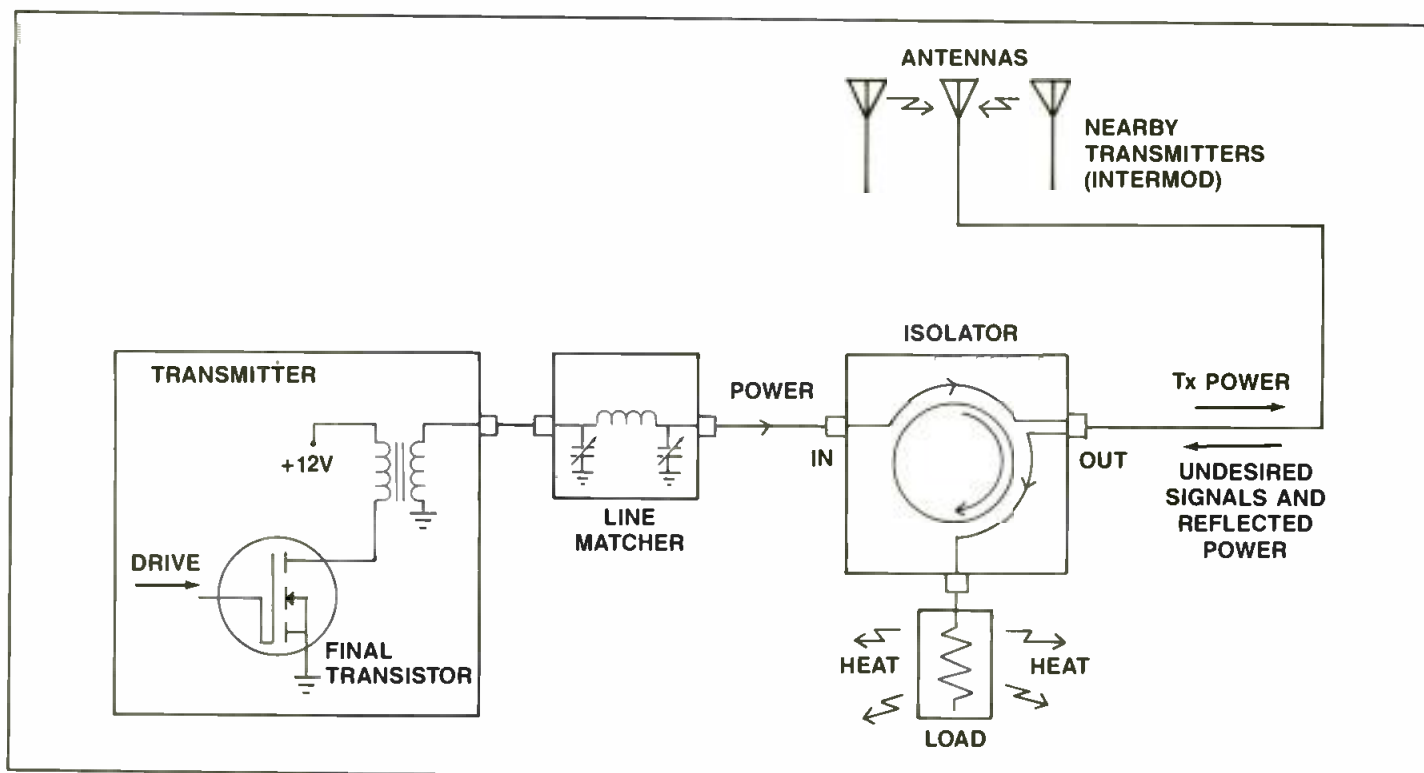 ANTENNAS
NEARBY
TRANSMITTERS
(INTERMOD)
ISOLATOR
TRANSMITTER
POWER
Tx POWER
+12V
IN
OUT
LINE
MATCHER
UNDESIRED
SIGNALS AND
REFLECTED
POWER
DRIVE
FINAL
TRANSISTOR
HEAT
HEAT
LOAD